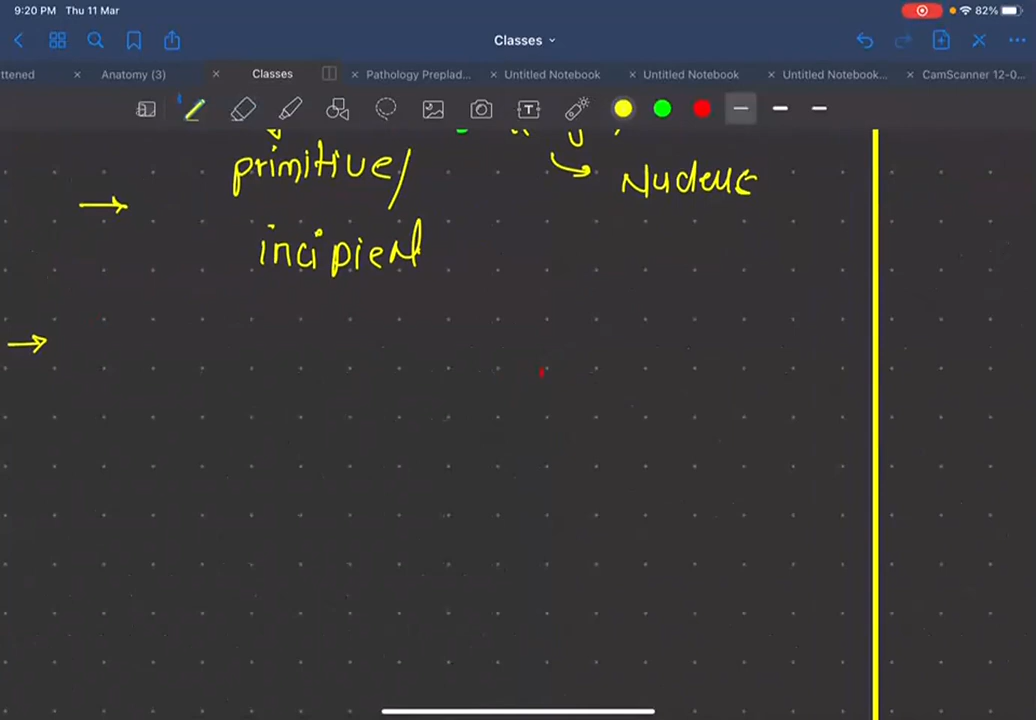 9:20 PM Thu 11 Mar
82%
Classes
ttened
Anatomy (3)
Classes
Pathology Preplad...
Untitled Notebook
Untitled Notebook
Untitled Notebook...
CamScanner 12-0...
T
primitive/
Nucleus
incipient